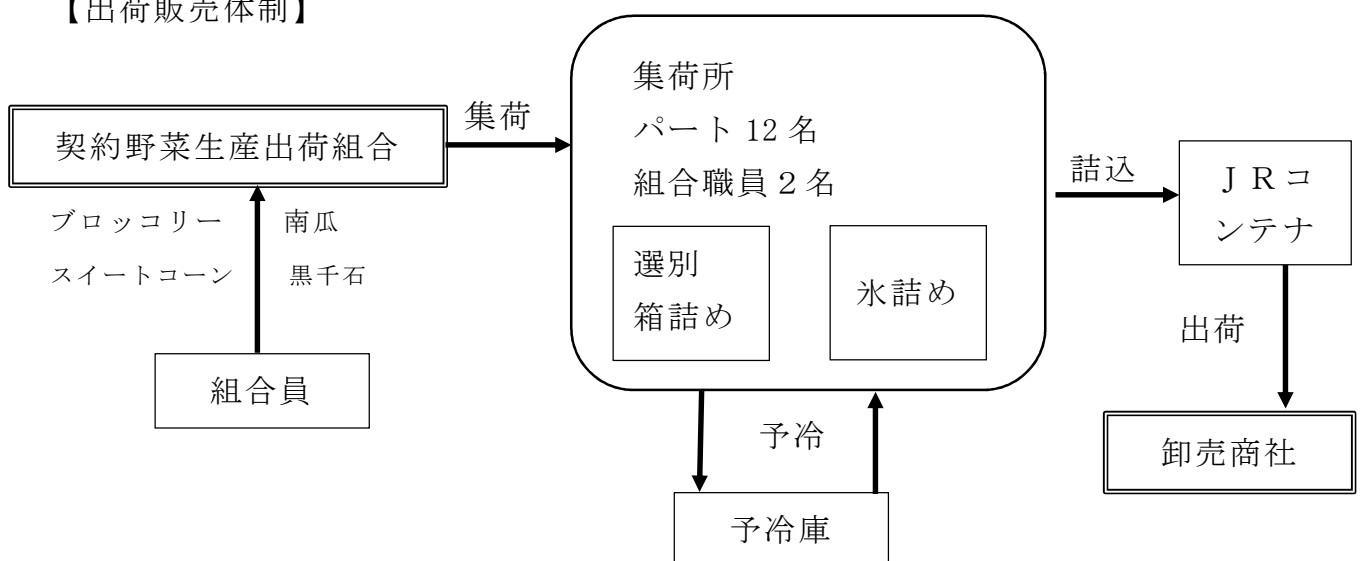 【出荷販売体制】
契約野菜生産出荷組合
ブロッコリー 南瓜
スイートコーン 黒千石
組合員
集荷
集荷所
パート 12 名
組合職員２名
選別
箱詰め
氷詰め
予冷
予冷庫
詰込
ＪＲコ
ンテナ
出荷
卸売商社